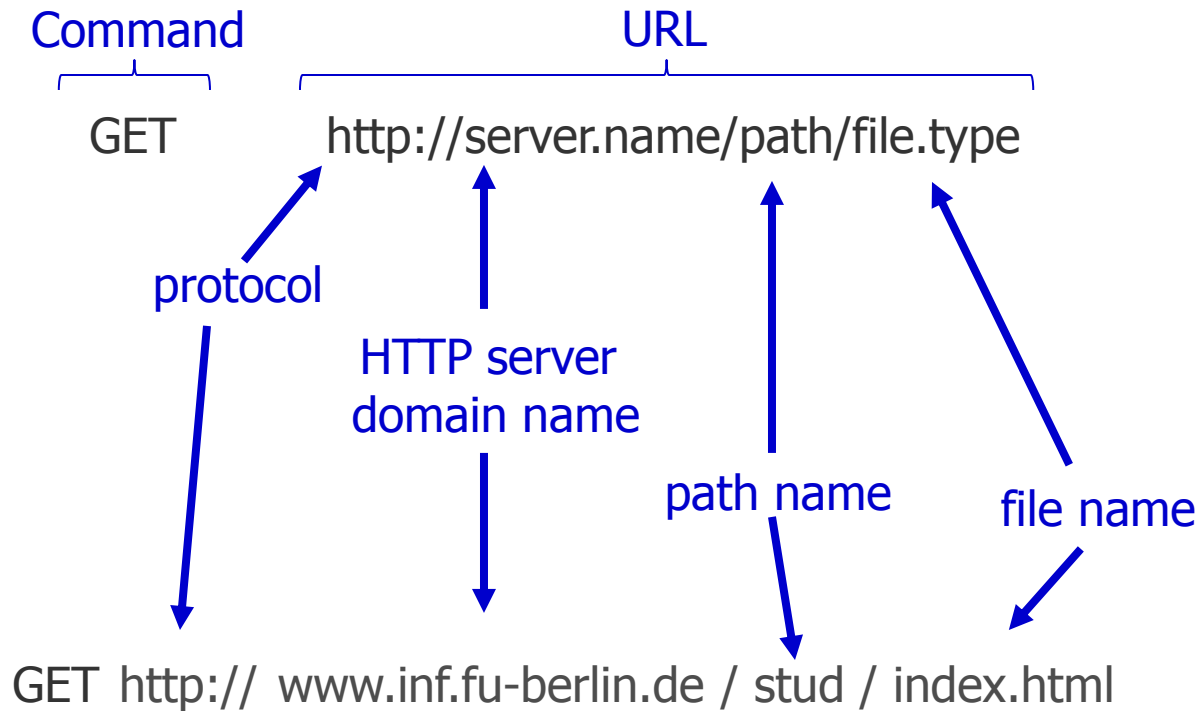 Command URL
GET http://server.name/path/file.type
protocol
HTTP server
domain name
path name
file name
GET http:// www.inf.fu-berlin.de / stud / index.html